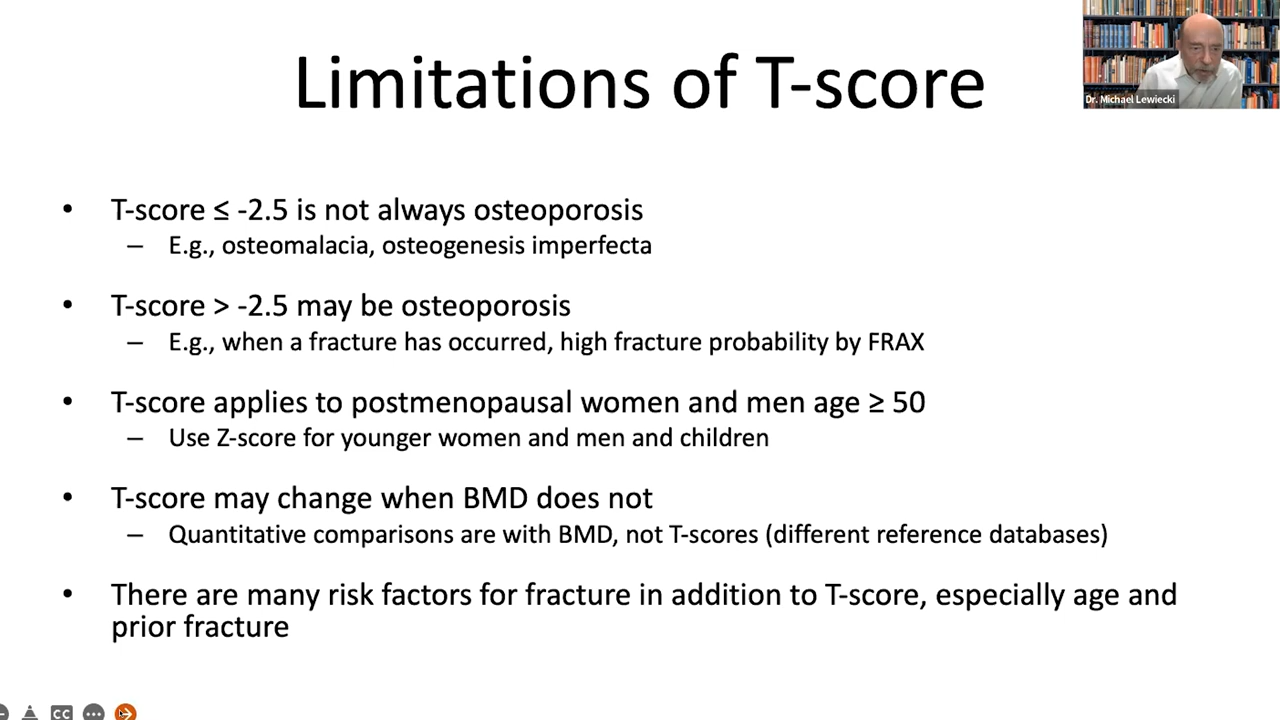 Limitations of T-score
Dr. Michael Lewiecki
• T-score ≤ -2.5 is not always osteoporosis
– E.g., osteomalacia, osteogenesis imperfecta
• T-score > -2.5 may be osteoporosis
– E.g., when a fracture has occurred, high fracture probability by FRAX
• T-score applies to postmenopausal women and men age ≥ 50
– Use Z-score for younger women and men and children
• T-score may change when BMD does not
– Quantitative comparisons are with BMD, not T-scores (different reference databases)
• There are many risk factors for fracture in addition to T-score, especially age and
prior fracture
CC